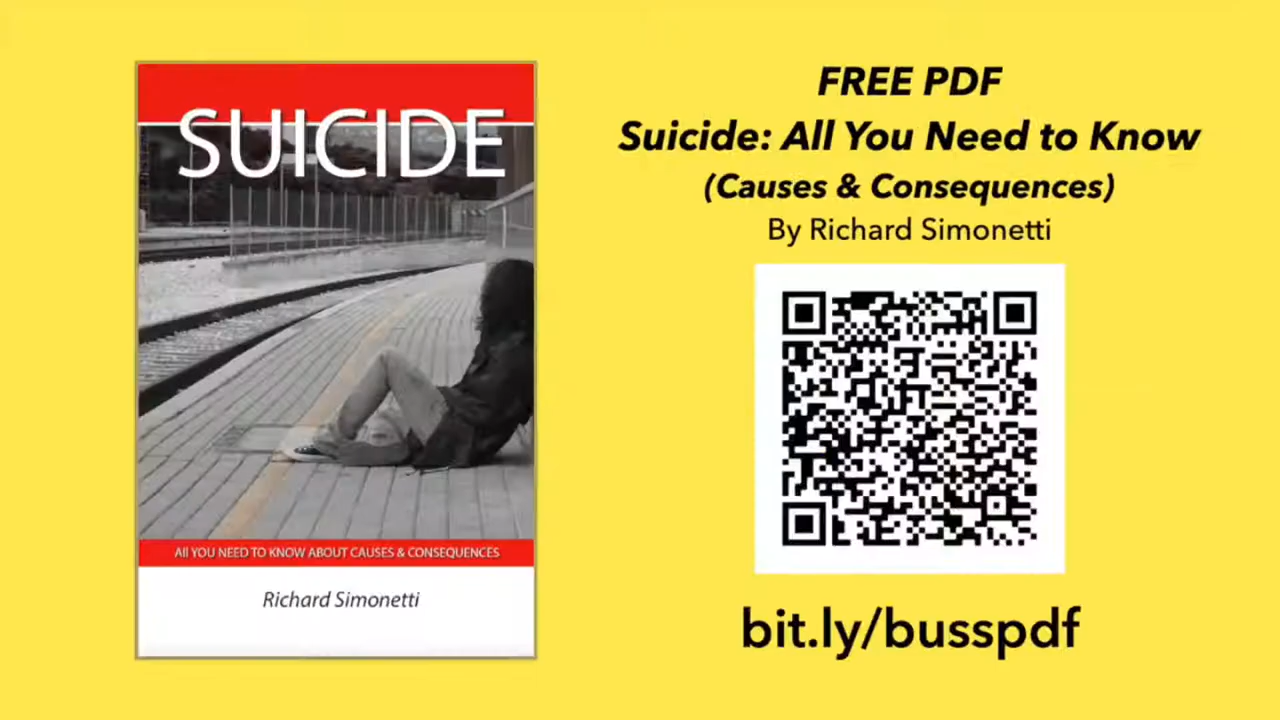 SUICIDE
All YOU NEED TO KNOW ABOUT CAUSES & CONSEQUENCES
Richard Simonetti
FREE PDF
Suicide: All You Need to Know
(Causes & Consequences)
By Richard Simonetti
bit.ly/busspdf